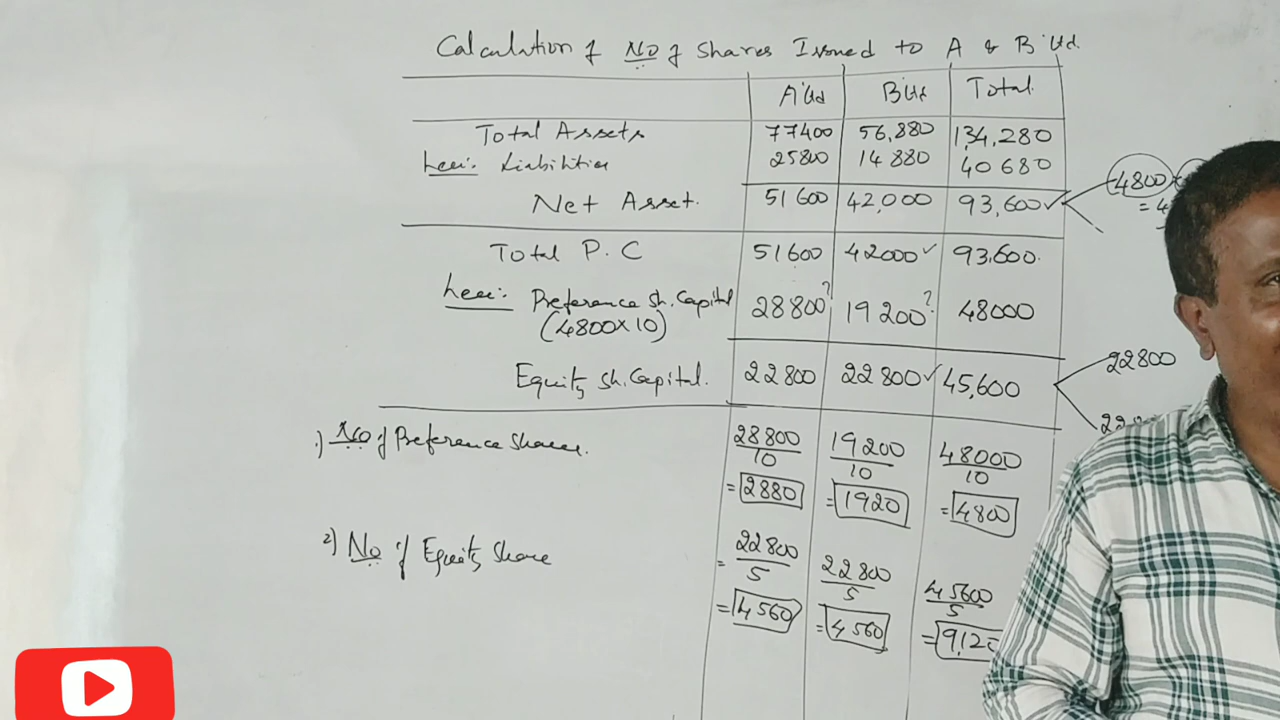 Calculation of No of Shares Issued to A & B Ltd.
A Ltd B Ltd Total
Total Assets 77400 56,880 134,280
Less: Liabilities 25800 14880 40680
4800
Net Asset. 51600 42,000 93,600 ✓
Total P.C 51600 42000 ✓ 93,600.
Less: Preference Sh. Capital 28800? 19200? 48000
(4800×10)
22800
Equity Sh. Capital. 22800 22800 ✓ 45,600
1) No of Preference Shares. 28800/10 19200/10 48000/10
= 2880 = 1920 = 4800
2) No of Equity Share = 22800/5 22800/5 45600/5
= 4560 = 4560 = 9,120